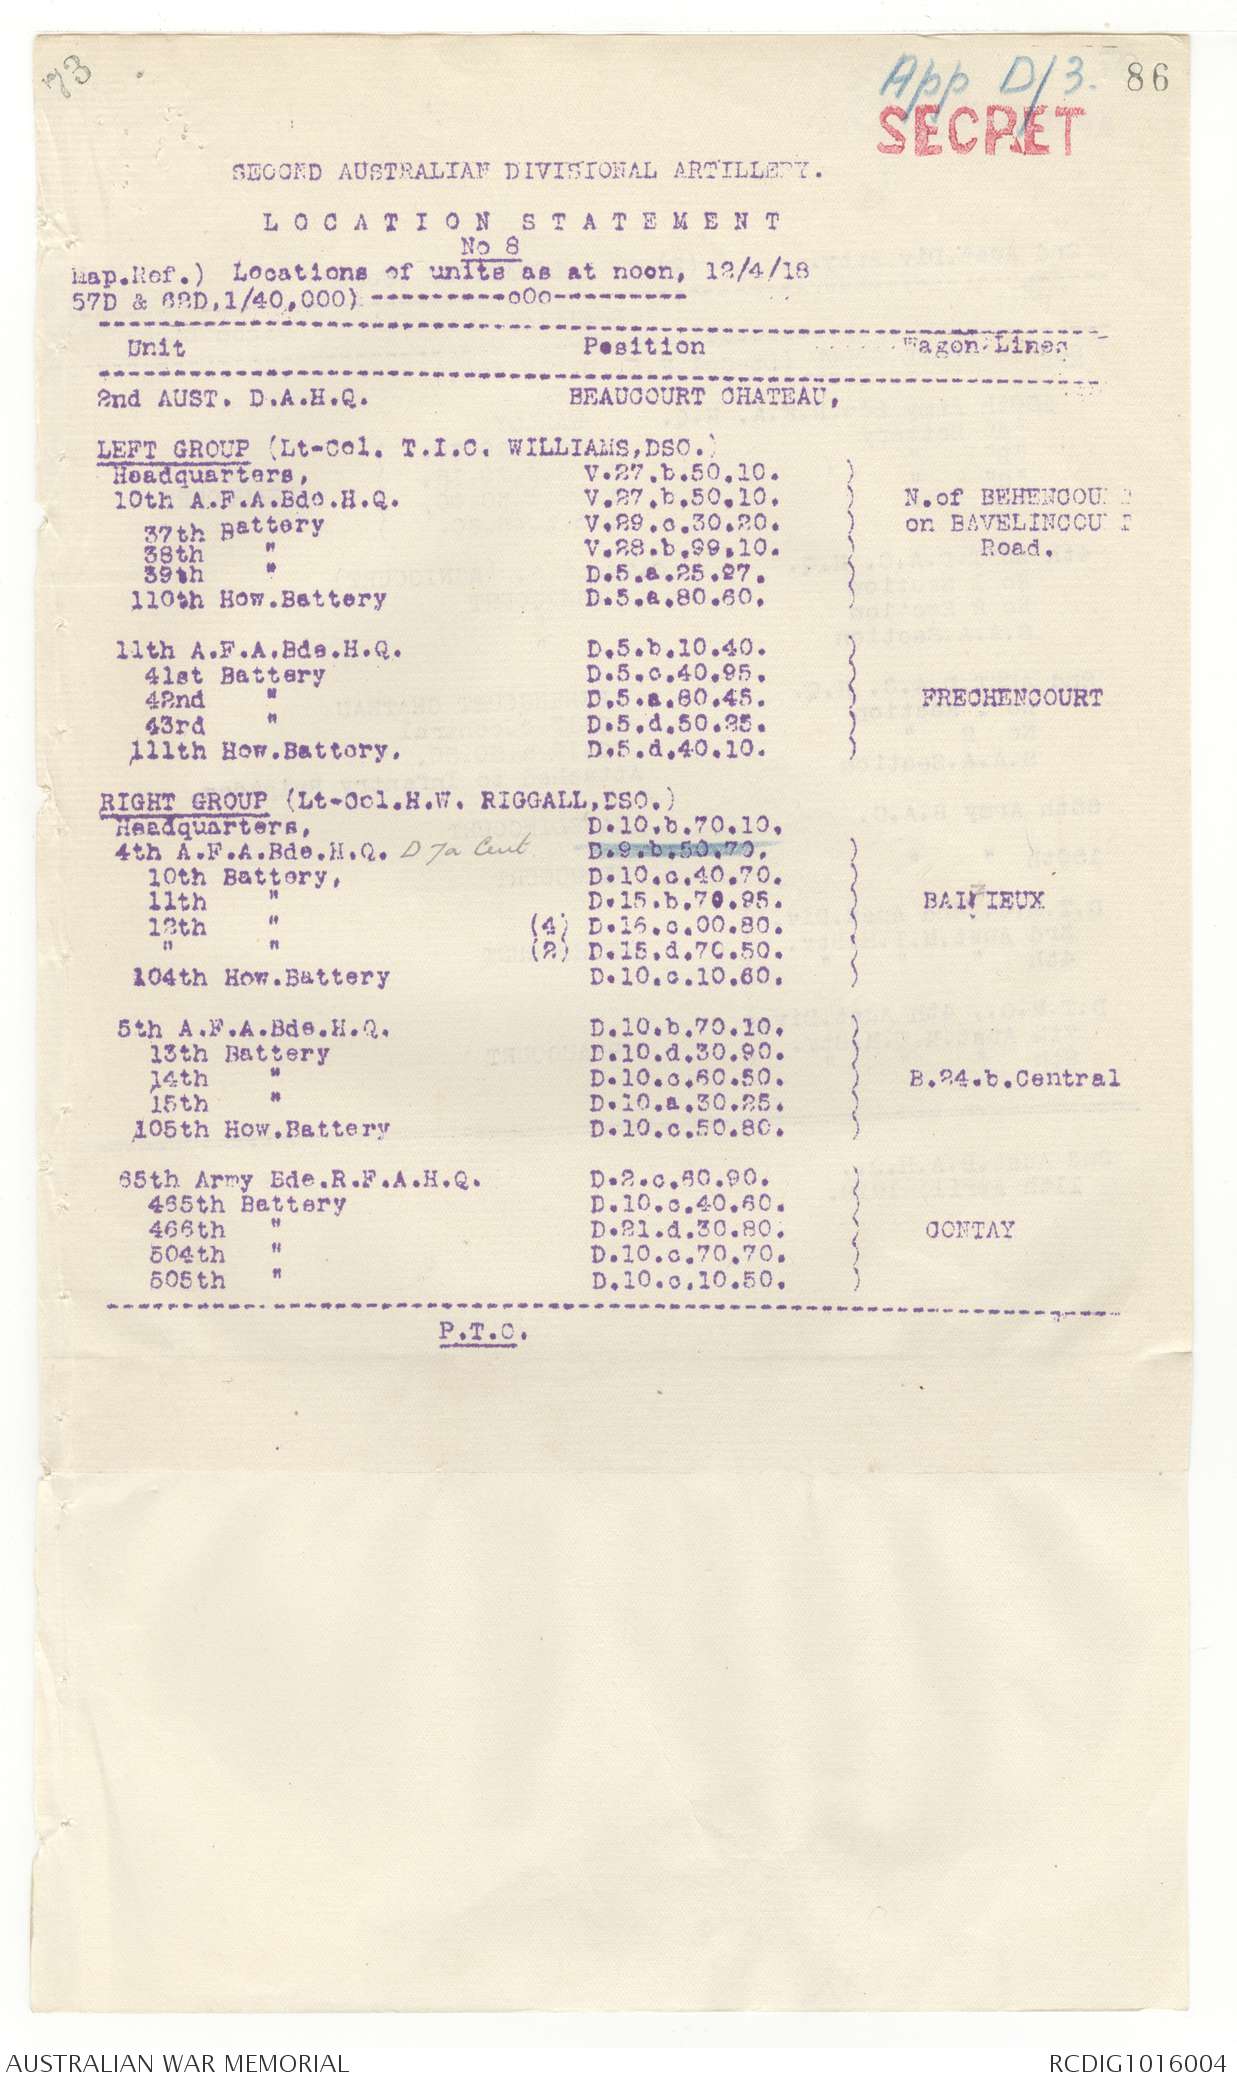 73
App D/3.
86
SECRET
SECOND AUSTRALIAN DIVISIONAL ARTILLERY.
LOCATION STATEMENT
No 8
Map.Ref.) Locations of units as at noon, 12/4/18
57D & 62D,1/40,000) ----------oOo----------
Unit Position Wagon Lines
2nd AUST. D.A.H.Q. BEAUCOURT CHATEAU,
LEFT GROUP (Lt-Col. T.I.C. WILLIAMS,DSO.)
Headquarters, V.27.b.50.10. )
10th A.F.A.Bde.H.Q. V.27.b.50.10. ) N.of BEHENCOURT
37th Battery V.29.c.30.20. ) on BAVELINCOURT
38th " V.28.b.99.10. ) Road.
39th " D.5.a.25.27. )
110th How.Battery D.5.a.80.60. )
11th A.F.A.Bde.H.Q. D.5.b.10.40. )
41st Battery D.5.c.40.95. )
42nd " D.5.a.80.45. ) FRECHENCOURT
43rd " D.5.d.50.25. )
111th How.Battery. D.5.d.40.10. )
RIGHT GROUP (Lt-Col.H.W. RIGGALL,DSO.)
Headquarters, D.10.b.70.10.
4th A.F.A.Bde.H.Q. D 7a Cent D.9.b.50.70. )
10th Battery, D.10.c.40.70. )
11th " D.15.b.70.95. ) BAIZIEUX
12th " (4) D.16.c.00.80. )
" " (2) D.15.d.70.50. )
104th How.Battery D.10.c.10.60. )
5th A.F.A.Bde.H.Q. D.10.b.70.10. )
13th Battery D.10.d.30.90. )
14th " D.10.c.60.50. ) B.24.b.Central
15th " D.10.a.30.25. )
105th How.Battery D.10.c.50.80. )
65th Army Bde.R.F.A.H.Q. D.2.c.60.90. )
465th Battery D.10.c.40.60. )
466th " D.21.d.30.80. ) CONTAY
504th " D.10.c.70.70. )
505th " D.10.c.10.50. )
P.T.O.
AUSTRALIAN WAR MEMORIAL RCDIG1016004